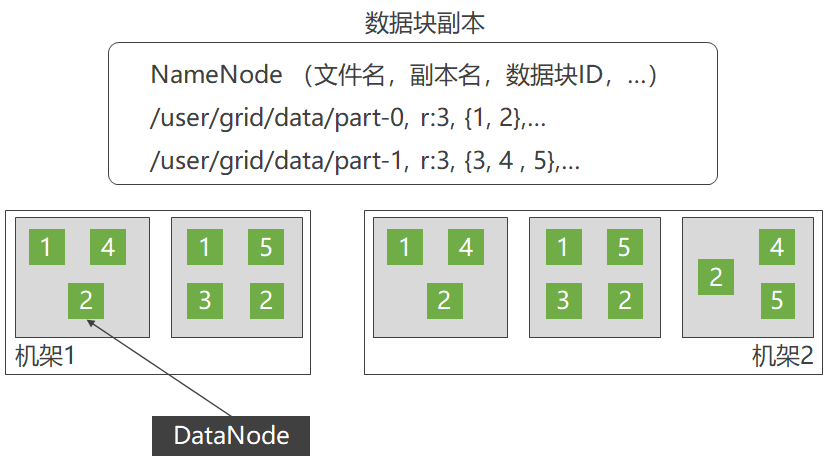 数据块副本
NameNode （文件名，副本名，数据块ID，…）
/user/grid/data/part-0, r:3, {1, 2},…
/user/grid/data/part-1, r:3, {3, 4 , 5},…
1 4
2
1 5
3 2
机架1
1 4
2
1 5
3 2
4
2
5
机架2
DataNode